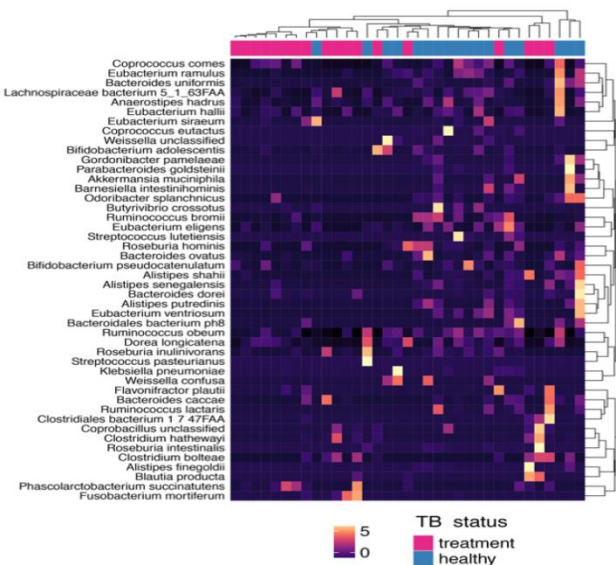 Coprococcus comes
Eubacterium ramulus
Bacteroides uniformis
Lachnospiraceae bacterium 5_1_63FAA
Anaerostipes hadrus
Eubacterium hallii
Eubacterium siraeum
Coprococcus eutactus
Weissella unclassified
Bifidobacterium adolescentis
Gordonibacter pamelaeae
Parabacteroides goldsteinii
Akkermansia muciniphila
Barnesiella intestinihominis
Odoribacter splanchnicus
Butyrivibrio crossotus
Ruminococcus bromii
Eubacterium eligens
Streptococcus lutetiensis
Roseburia hominis
Bacteroides ovatus
Bifidobacterium pseudocatenulatum
Alistipes shahii
Alistipes senegalensis
Bacteroides dorei
Alistipes putredinis
Eubacterium ventriosum
Bacteroidales bacterium ph8
Ruminococcus obeum
Dorea longicatena
Roseburia inulinivorans
Streptococcus pasteurianus
Klebsiella pneumoniae
Weissella confusa
Flavonifractor plautii
Bacteroides caccae
Ruminococcus lactaris
Clostridiales bacterium 1 7 47FAA
Coprobacillus unclassified
Clostridium hathewayi
Roseburia intestinalis
Clostridium bolteae
Alistipes finegoldii
Blautia producta
Phascolarctobacterium succinatutens
Fusobacterium mortiferum
5
0
TB status
treatment
healthy